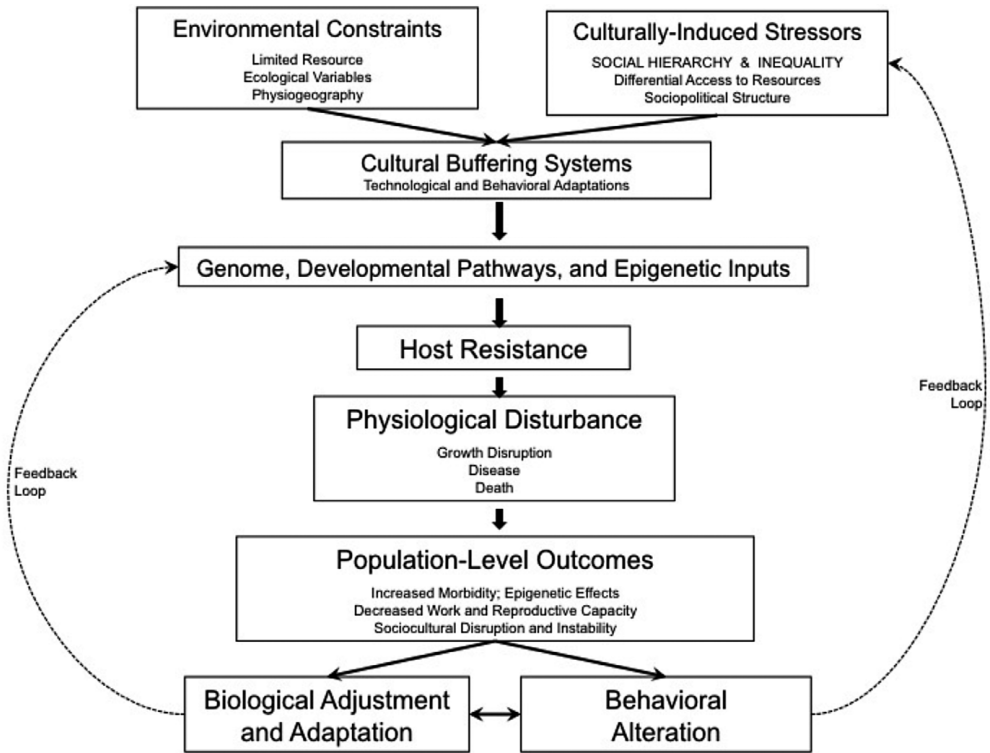 Environmental Constraints
Limited Resource
Ecological Variables
Physiogeography
Culturally-Induced Stressors
SOCIAL HIERARCHY & INEQUALITY
Differential Access to Resources
Sociopolitical Structure
Cultural Buffering Systems
Technological and Behavioral Adaptations
Genome, Developmental Pathways, and Epigenetic Inputs
Host Resistance
Physiological Disturbance
Growth Disruption
Disease
Death
Feedback
Loop
Feedback
Loop
Population-Level Outcomes
Increased Morbidity; Epigenetic Effects
Decreased Work and Reproductive Capacity
Sociocultural Disruption and Instability
Biological Adjustment
and Adaptation
Behavioral
Alteration